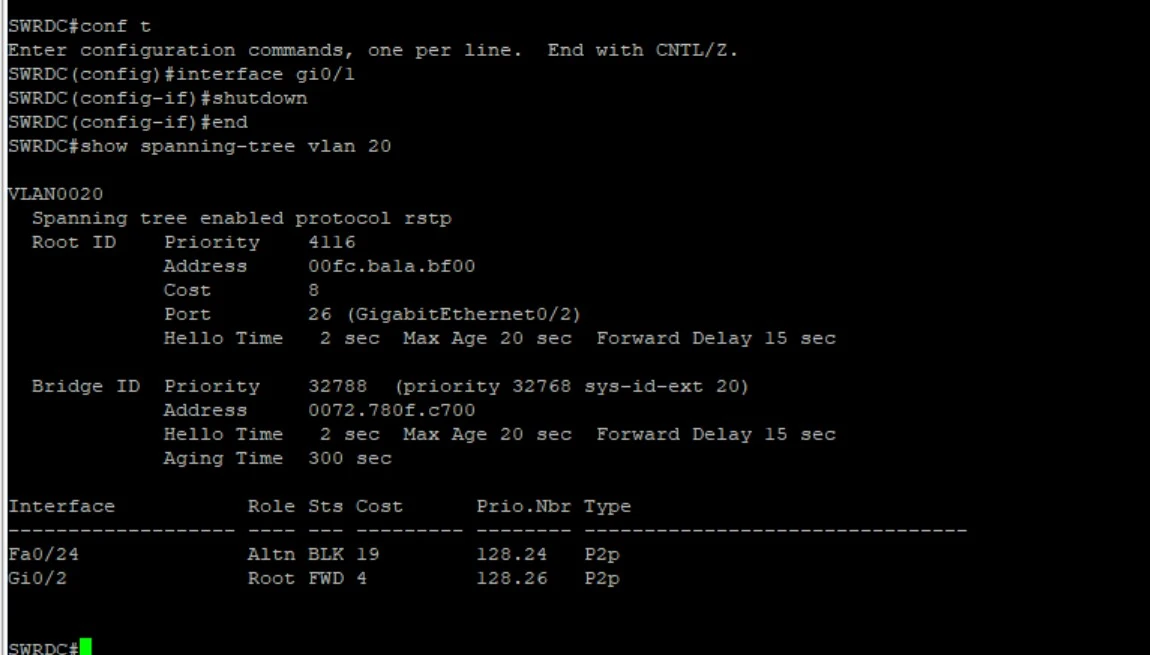 SWRDC#conf t
Enter configuration commands, one per line.  End with CNTL/Z.
SWRDC(config)#interface gi0/1
SWRDC(config-if)#shutdown
SWRDC(config-if)#end
SWRDC#show spanning-tree vlan 20

VLAN0020
  Spanning tree enabled protocol rstp
  Root ID    Priority    4116
             Address     00fc.ba1a.bf00
             Cost        8
             Port        26 (GigabitEthernet0/2)
             Hello Time   2 sec  Max Age 20 sec  Forward Delay 15 sec

  Bridge ID  Priority    32788  (priority 32768 sys-id-ext 20)
             Address     0072.780f.c700
             Hello Time   2 sec  Max Age 20 sec  Forward Delay 15 sec
             Aging Time  300 sec

Interface           Role Sts Cost      Prio.Nbr Type
------------------- ---- --- --------- -------- --------------------------------
Fa0/24              Altn BLK 19        128.24   P2p
Gi0/2               Root FWD 4         128.26   P2p

SWRDC#